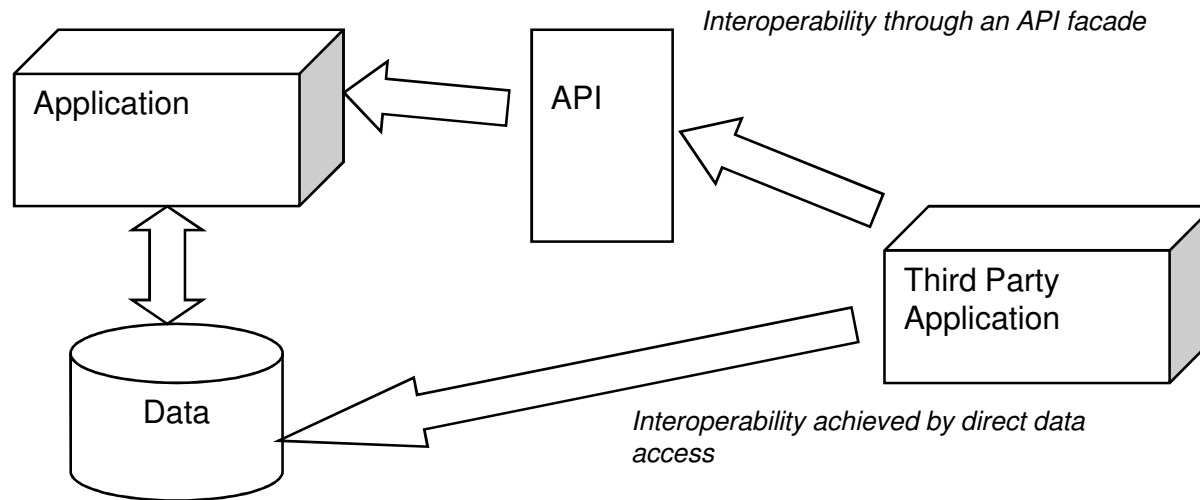 Interoperability through an API facade
Application
API
Third Party
Application
Data
Interoperability achieved by direct data
access